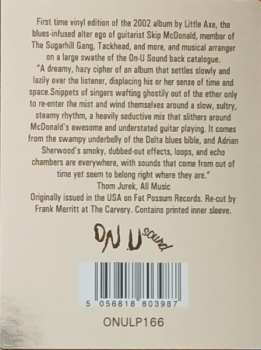 First time vinyl edition of the 2002 album by Little Axe, the
blues-infused alter ego of guitarist Skip McDonald, member of
The Sugarhill Gang, Tackhead, and more, and musical arranger
on a large swathe of the On-U Sound back catalogue.
"A dreamy, hazy cipher of an album that settles slowly and
lazily over the listener, displacing his or her sense of time and
space.Snippets of singers wafting ghostly out of the ether only
to re-enter the mist and wind themselves around a slow, sultry,
steamy rhythm, a heavily seductive mix that slithers around
McDonald's awesome and understated guitar playing. It comes
from the swampy underbelly of the Delta blues bible, and Adrian
Sherwood's smoky, dubbed-out effects, loops, and echo
chambers are everywhere, with sounds that come from out of
time yet seem to belong right where they are."
Thom Jurek, All Music
Originally issued in the USA on Fat Possum Records. Re-cut by
Frank Merritt at The Carvery. Contains printed inner sleeve.
ON U sound
5 056818 603987
ONULP166